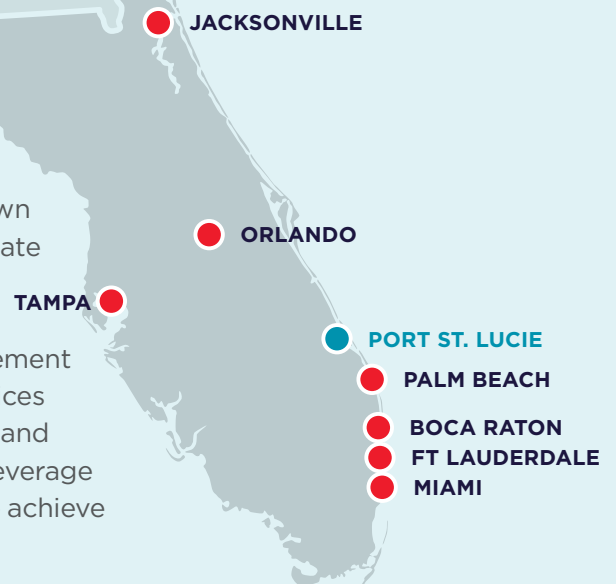 JACKSONVILLE
ORLANDO
TAMPA
PORT ST. LUCIE
PALM BEACH
BOCA RATON
FT LAUDERDALE
MIAMI
wn
ate
ement
ces
and
everage
achieve